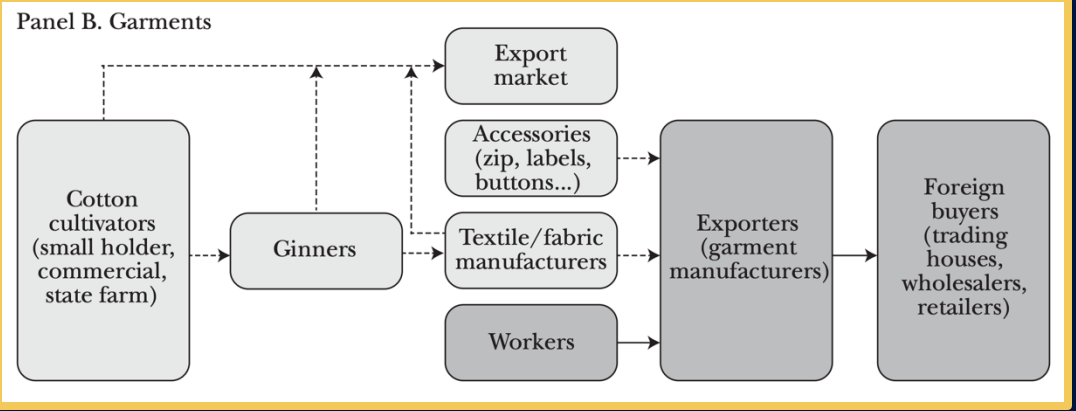 Panel B. Garments
Export
market
Accessories
(zip, labels,
buttons...)
Cotton
cultivators
(small holder,
commercial,
state farm)
Ginners
Textile/fabric
manufacturers
Workers
Exporters
(garment
manufacturers)
Foreign
buyers
(trading
houses,
wholesalers,
retailers)